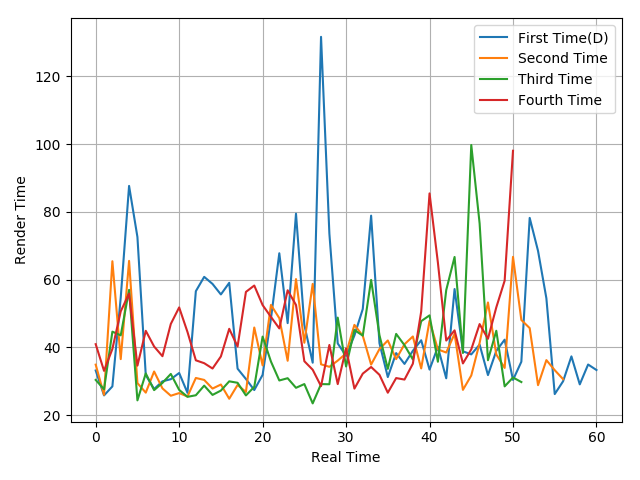 First Time(D)
Second Time
Third Time
Fourth Time
120
100
80
60
40
20
Render Time
0 10 20 30 40 50 60
Real Time